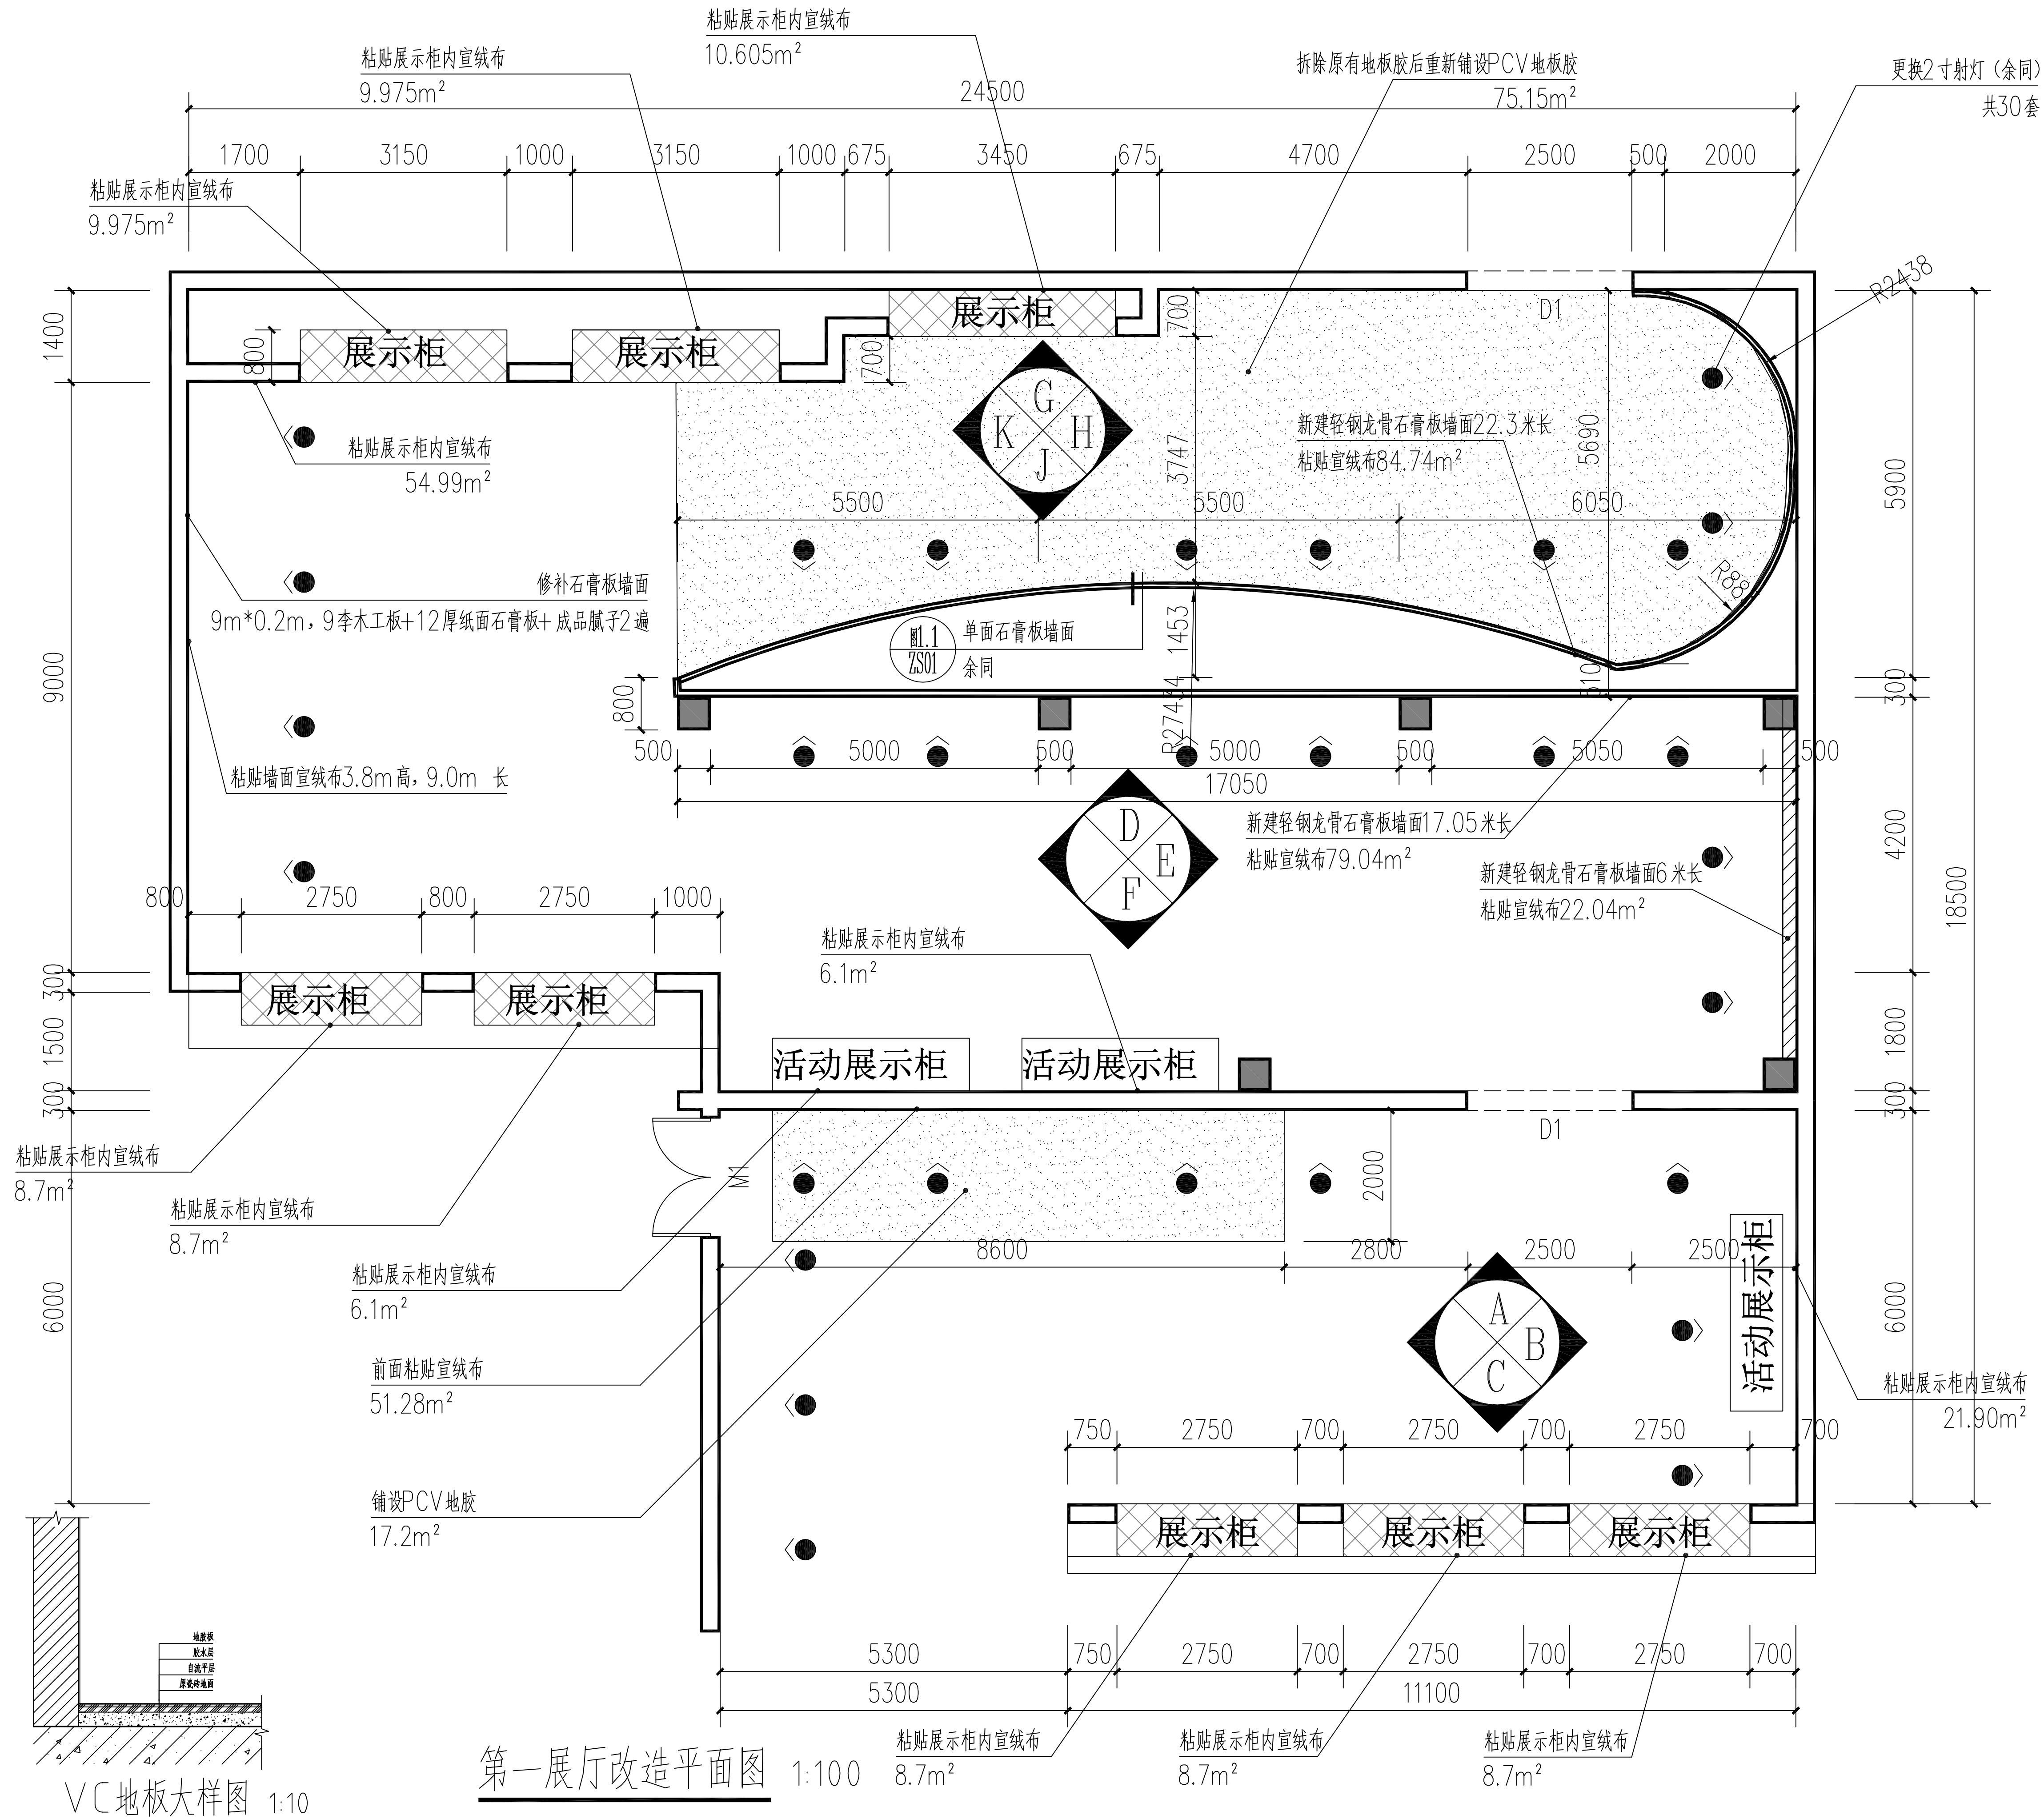 粘贴展示柜内宣绒布
10.605m²
粘贴展示柜内宣绒布
9.975m²
拆除原有地板胶后重新铺设PCV地板胶
75.15m²
更换2寸射灯（余同）
共30套
24500
1700 3150 1000 3150 1000 675 3450 675 4700 2500 500 2000
粘贴展示柜内宣绒布
9.975m²
R2438
1400
800
展示柜
展示柜
展示柜
700
700
D1
G
K H
J
粘贴展示柜内宣绒布
54.99m²
新建轻钢龙骨石膏板墙面22.3米长
粘贴宣绒布84.74m²
3747
5690
5900
5500 5500 6050
修补石膏板墙面
9m*0.2m，9李木工板+12厚纸面石膏板+成品腻子2遍
R88
图1.1
ZS01
单面石膏板墙面
余同
1453
R27434
510
300
9000
800
500 5000 500 5000 500 5050 500
17050
粘贴墙面宣绒布3.8m高，9.0m 长
D
E
F
新建轻钢龙骨石膏板墙面17.05米长
粘贴宣绒布79.04m²
新建轻钢龙骨石膏板墙面6米长
粘贴宣绒布22.04m²
4200
18500
800 2750 800 2750 1000
粘贴展示柜内宣绒布
6.1m²
300
展示柜
展示柜
1500
300
活动展示柜
活动展示柜
1800
300
D1
M1
2000
粘贴展示柜内宣绒布
8.7m²
粘贴展示柜内宣绒布
8.7m²
8600 2800 2500 2500
粘贴展示柜内宣绒布
6.1m²
6000
6000
A
B
C
活动展示柜
前面粘贴宣绒布
51.28m²
粘贴展示柜内宣绒布
21.90m²
750 2750 700 2750 700 2750 700
铺设PCV地胶
17.2m²
展示柜
展示柜
展示柜
地胶板
胶水层
自流平层
原瓷砖地面
5300 750 2750 700 2750 700 2750 700
5300 11100
粘贴展示柜内宣绒布
8.7m²
粘贴展示柜内宣绒布
8.7m²
粘贴展示柜内宣绒布
8.7m²
VC地板大样图 1:10
第一展厅改造平面图 1:100